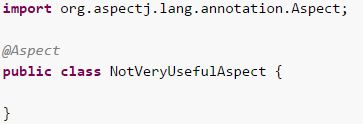 import org.aspectj.lang.annotation.Aspect;
@Aspect
public class NotVeryUsefulAspect {
}